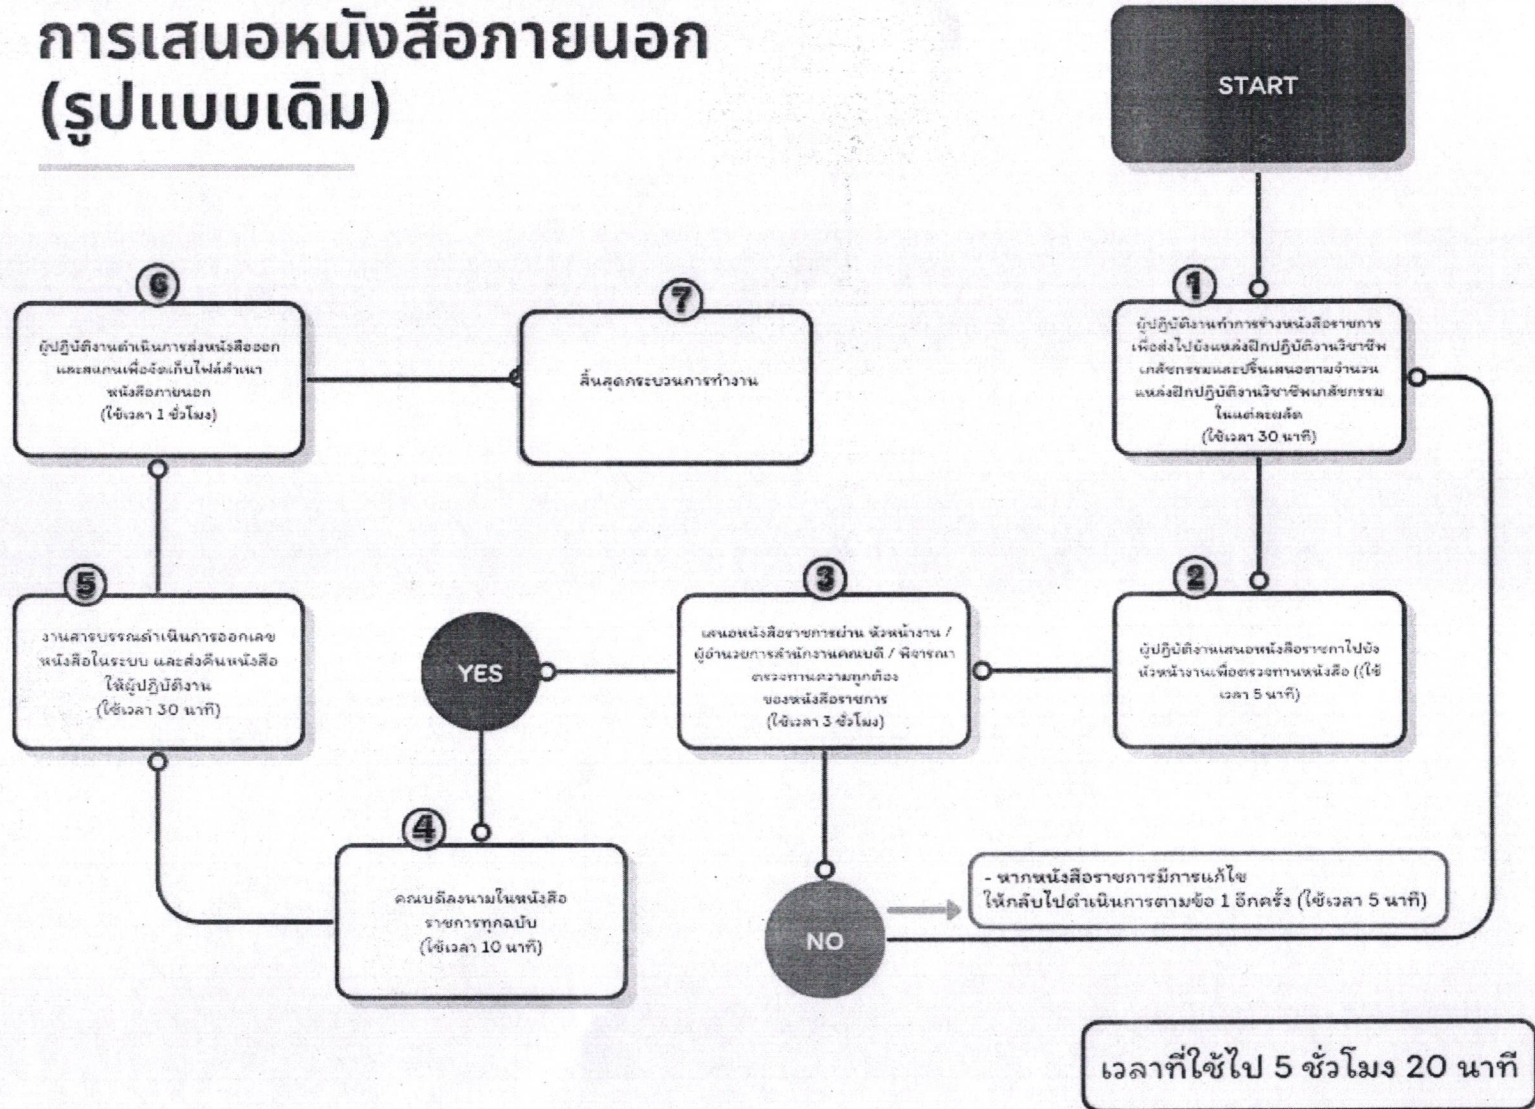 การเสนอหนังสือภายนอก
(รูปแบบเดิม)
START
1
ผู้ปฏิบัติงานทำการร่างหนังสือราชการ
เพื่อส่งไปยังแหล่งฝึกปฏิบัติงานวิชาชีพ
เภสัชกรรมและปริ้นเสนอตามจำนวน
แหล่งฝึกปฏิบัติงานวิชาชีพเภสัชกรรม
ในแต่ละผลัด
(ใช้เวลา 30 นาที)
2
ผู้ปฏิบัติงานเสนอหนังสือราชกาไปยัง
หัวหน้างานเพื่อตรวจทานหนังสือ ((ใช้
เวลา 5 นาที)
3
เสนอหนังสือราชการผ่าน หัวหน้างาน /
ผู้อำนวยการสำนักงานคณบดี / พิจารณา
ตรวจทานความถูกต้อง
ของหนังสือราชการ
(ใช้เวลา 3 ชั่วโมง)
YES
NO
- หากหนังสือราชการมีการแก้ไข
ให้กลับไปดำเนินการตามข้อ 1 อีกครั้ง (ใช้เวลา 5 นาที)
4
คณบดีลงนามในหนังสือ
ราชการทุกฉบับ
(ใช้เวลา 10 นาที)
5
งานสารบรรณดำเนินการออกเลข
หนังสือในระบบ และส่งคืนหนังสือ
ให้ผู้ปฏิบัติงาน
(ใช้เวลา 30 นาที)
6
ผู้ปฏิบัติงานดำเนินการส่งหนังสือออก
และสแกนเพื่อจัดเก็บไฟล์สำเนา
หนังสือภายนอก
(ใช้เวลา 1 ชั่วโมง)
7
สิ้นสุดกระบวนการทำงาน
เวลาที่ใช้ไป 5 ชั่วโมง 20 นาที